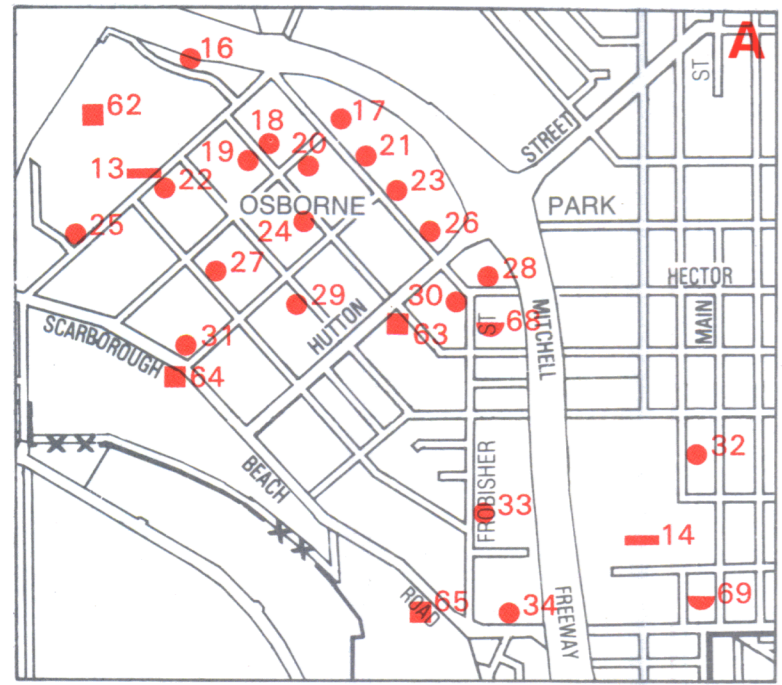 A
16
ST
62
17
18
STREET
19
20
21
13
22
23
OSBORNE
PARK
25
24
26
27
28
HECTOR
29
30
HUTTON
ST
68
MITCHELL
MAIN
63
SCARBOROUGH
31
64
32
BEACH
FROBISHER
33
14
ROAD
65
34
FREEWAY
69